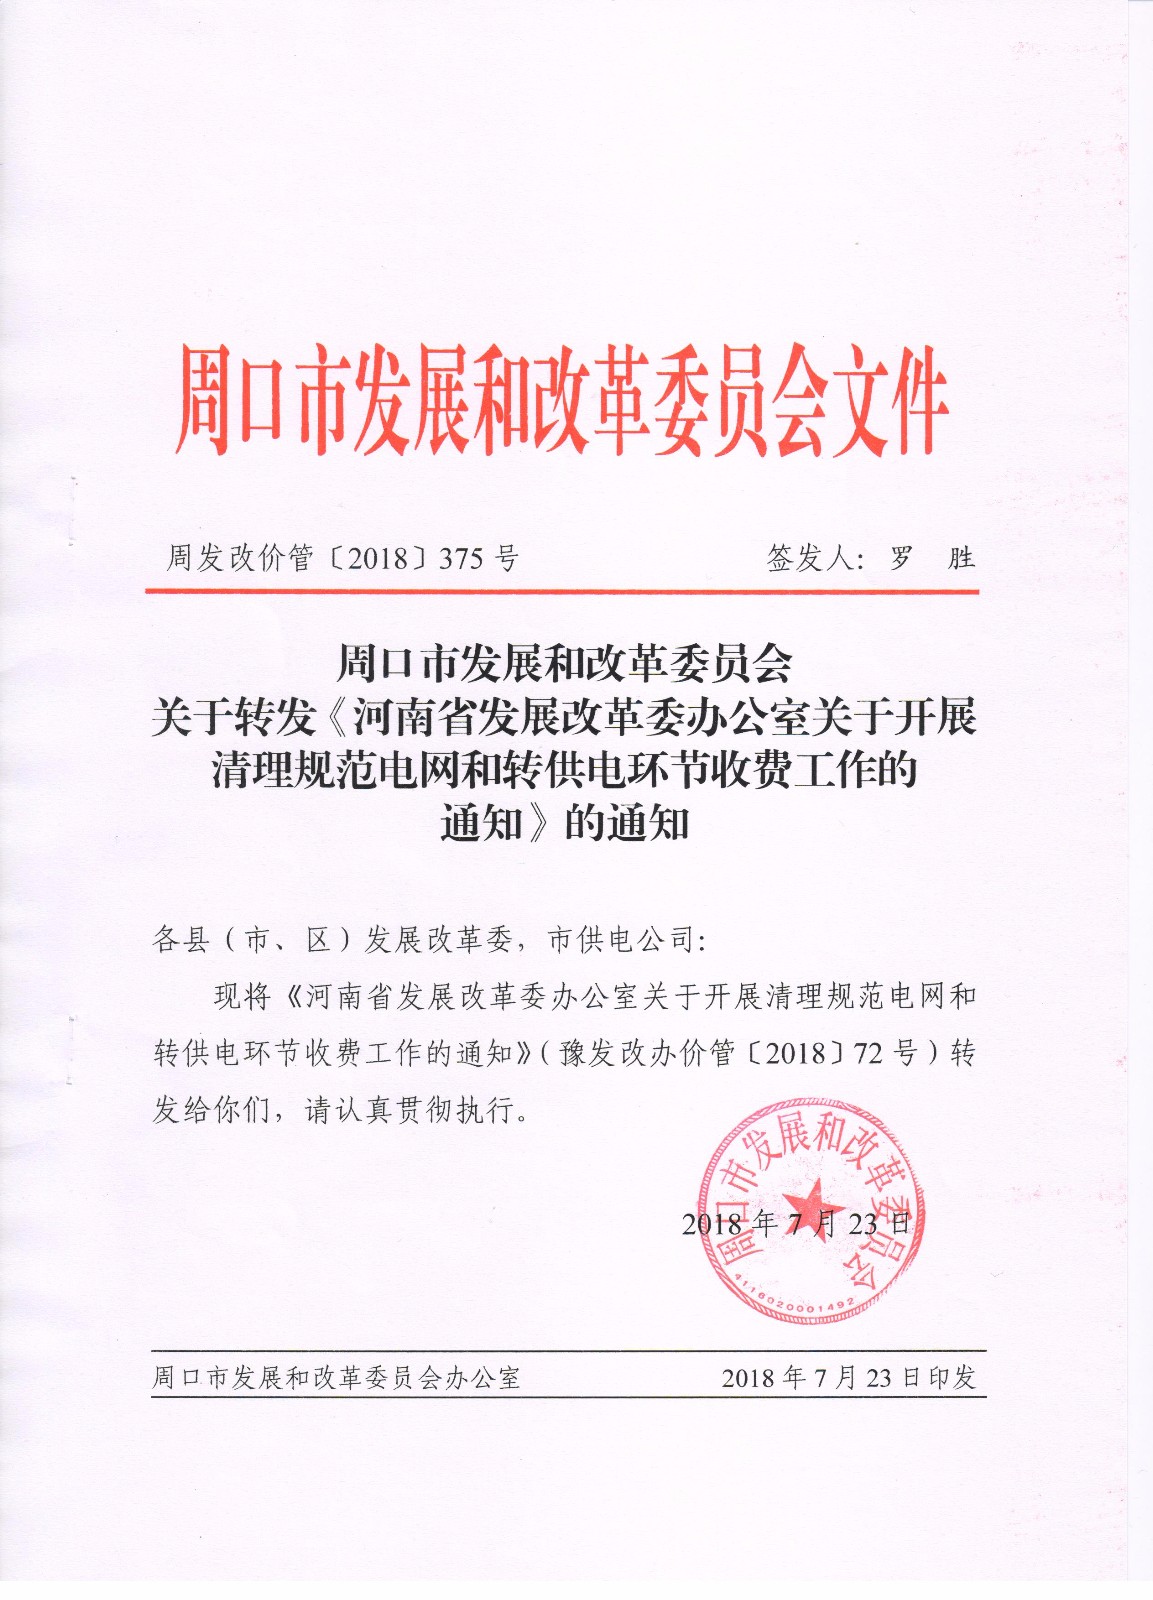 周口市发展和改革委员会文件
周发改价管〔2018〕375 号 签发人: 罗 胜
周口市发展和改革委员会
关于转发《河南省发展改革委办公室关于开展
清理规范电网和转供电环节收费工作的
通知》的通知
各县（市、区）发展改革委，市供电公司:
现将《河南省发展改革委办公室关于开展清理规范电网和
转供电环节收费工作的通知》（豫发改办价管〔2018〕72 号）转
发给你们，请认真贯彻执行。
周口市发展和改革委员会
2018 年 7 月 23 日
4116020001492
周口市发展和改革委员会办公室 2018 年 7 月 23 日印发